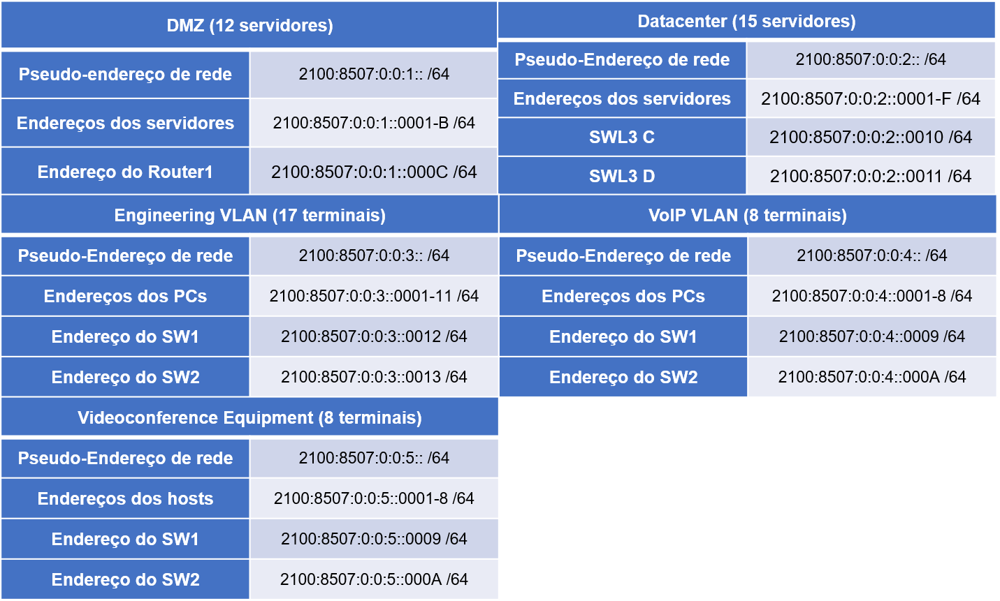 DMZ (12 servidores)
Pseudo-endereço de rede 2100:8507:0:0:1:: /64
Endereços dos servidores 2100:8507:0:0:1::0001-B /64
Endereço do Router1 2100:8507:0:0:1::000C /64
Datacenter (15 servidores)
Pseudo-Endereço de rede 2100:8507:0:0:2:: /64
Endereços dos servidores 2100:8507:0:0:2::0001-F /64
SWL3 C 2100:8507:0:0:2::0010 /64
SWL3 D 2100:8507:0:0:2::0011 /64
Engineering VLAN (17 terminais)
Pseudo-Endereço de rede 2100:8507:0:0:3:: /64
Endereços dos PCs 2100:8507:0:0:3::0001-11 /64
Endereço do SW1 2100:8507:0:0:3::0012 /64
Endereço do SW2 2100:8507:0:0:3::0013 /64
VoIP VLAN (8 terminais)
Pseudo-Endereço de rede 2100:8507:0:0:4:: /64
Endereços dos PCs 2100:8507:0:0:4::0001-8 /64
Endereço do SW1 2100:8507:0:0:4::0009 /64
Endereço do SW2 2100:8507:0:0:4::000A /64
Videoconference Equipment (8 terminais)
Pseudo-Endereço de rede 2100:8507:0:0:5:: /64
Endereços dos hosts 2100:8507:0:0:5::0001-8 /64
Endereço do SW1 2100:8507:0:0:5::0009 /64
Endereço do SW2 2100:8507:0:0:5::000A /64